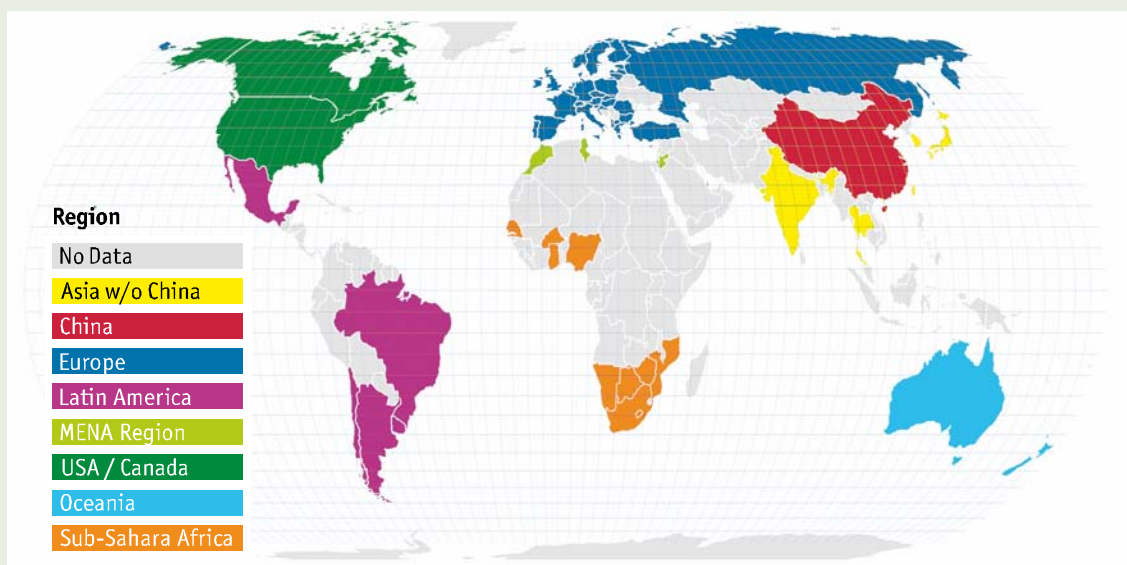 Region
No Data
Asia w/o China
China
Europe
Latin America
MENA Region
USA / Canada
Oceania
Sub-Sahara Africa